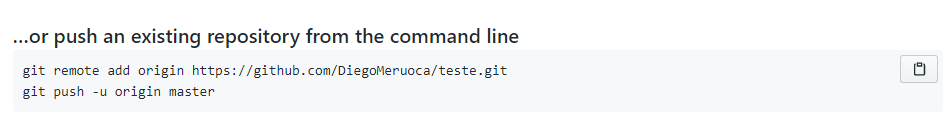 ...or push an existing repository from the command line
git remote add origin https://github.com/DiegoMeruoca/teste.git
git push -u origin master